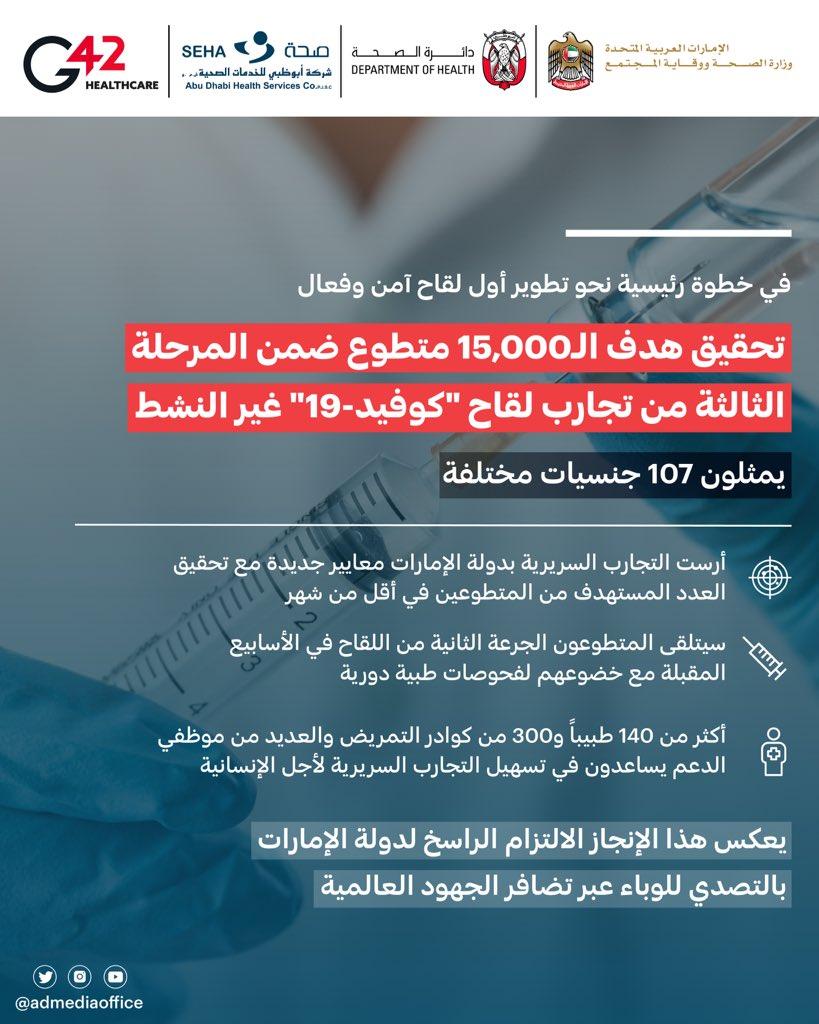 G42
HEALTHCARE
SEHA صحة
شركة أبوظبي للخدمات الصحية ش.م.ع
Abu Dhabi Health Services Co. P.J.S.C
دائــرة الـصـحــة
DEPARTMENT OF HEALTH
الإمارات العربية المتحدة
وزارة الصحة ووقاية المجتمع
في خطوة رئيسية نحو تطوير أول لقاح آمن وفعال
تحقيق هدف الـ15,000 متطوع ضمن المرحلة
الثالثة من تجارب لقاح "كوفيد-19" غير النشط
يمثلون 107 جنسيات مختلفة
أرست التجارب السريرية بدولة الإمارات معايير جديدة مع تحقيق
العدد المستهدف من المتطوعين في أقل من شهر
سيتلقى المتطوعون الجرعة الثانية من اللقاح في الأسابيع
المقبلة مع خضوعهم لفحوصات طبية دورية
أكثر من 140 طبيباً و300 من كوادر التمريض والعديد من موظفي
الدعم يساعدون في تسهيل التجارب السريرية لأجل الإنسانية
يعكس هذا الإنجاز الالتزام الراسخ لدولة الإمارات
بالتصدي للوباء عبر تضافر الجهود العالمية
2
3
4
@admediaoffice